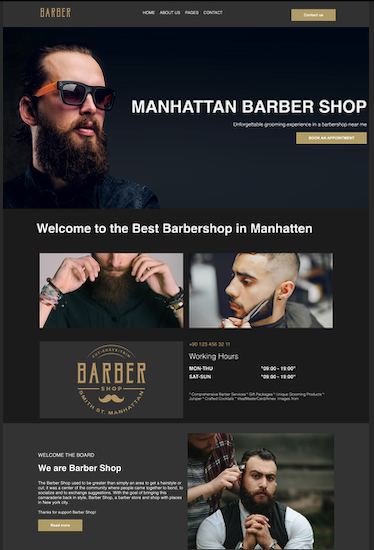 BARBER
HOME ABOUT US PAGES CONTACT
Contact us
MANHATTAN BARBER SHOP
Unforgettable grooming experience in a barbershop near me
BOOK AN APPOINTMENT
Welcome to the Best Barbershop in Manhatten
+90 123 456 32 11
Working Hours
MON-THU "09:00 - 19:00"
SAT-SUN "09:00 - 19:00"
BARBER
SHOP
SMITH ST. MANHATTAN
* Comprehensive Barber Services * Gift Packages * Unique Grooming Products *
Juniper * Crafted Cocktails * Images from
WELCOME THE BOARD
We are Barber Shop
The Barber Shop used to be greater than simply an area to get a hairstyle or
cut, it was a center of the community where people came together to bond, to
socialize and to exchange suggestions. With the goal of bringing this
camaraderie back in style, Barber Shop, a barber store and shop with places
in New york city.
Thanks for support Barber Shop!
Read more